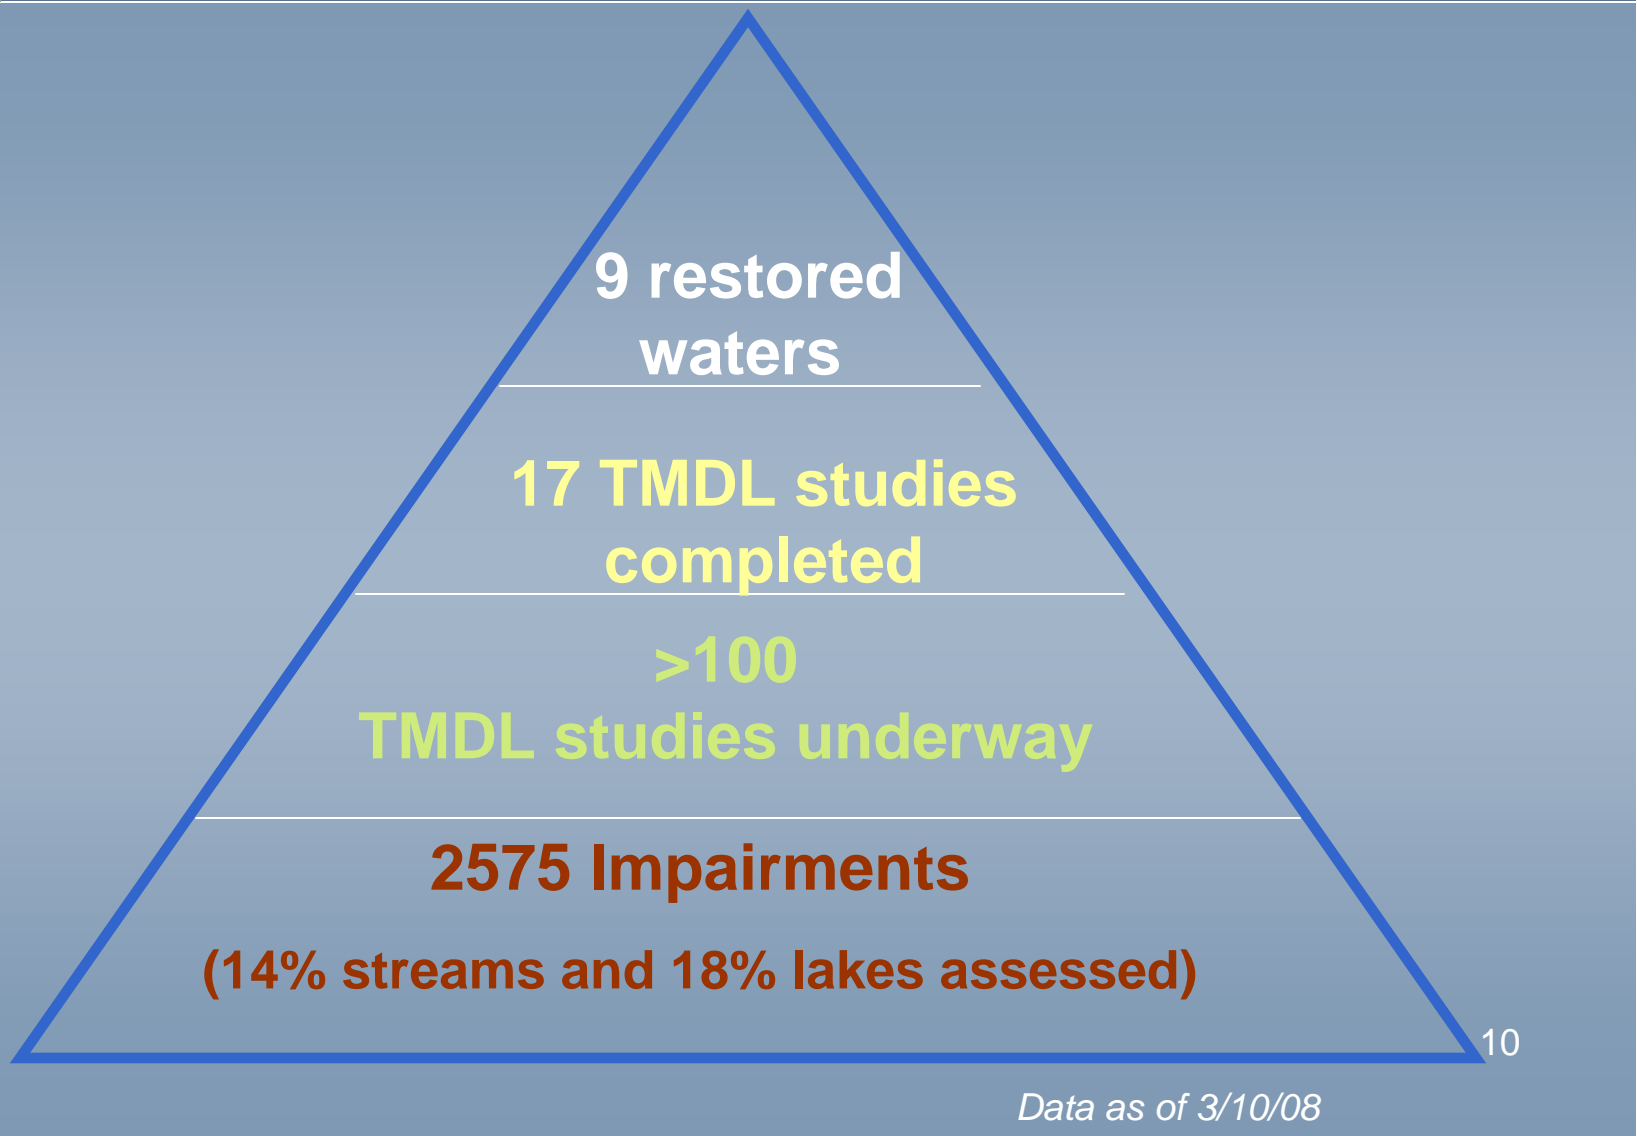 9 restored
waters
17 TMDL studies
completed
>100
TMDL studies underway
2575 Impairments
(14% streams and 18% lakes assessed)
10
Data as of 3/10/08